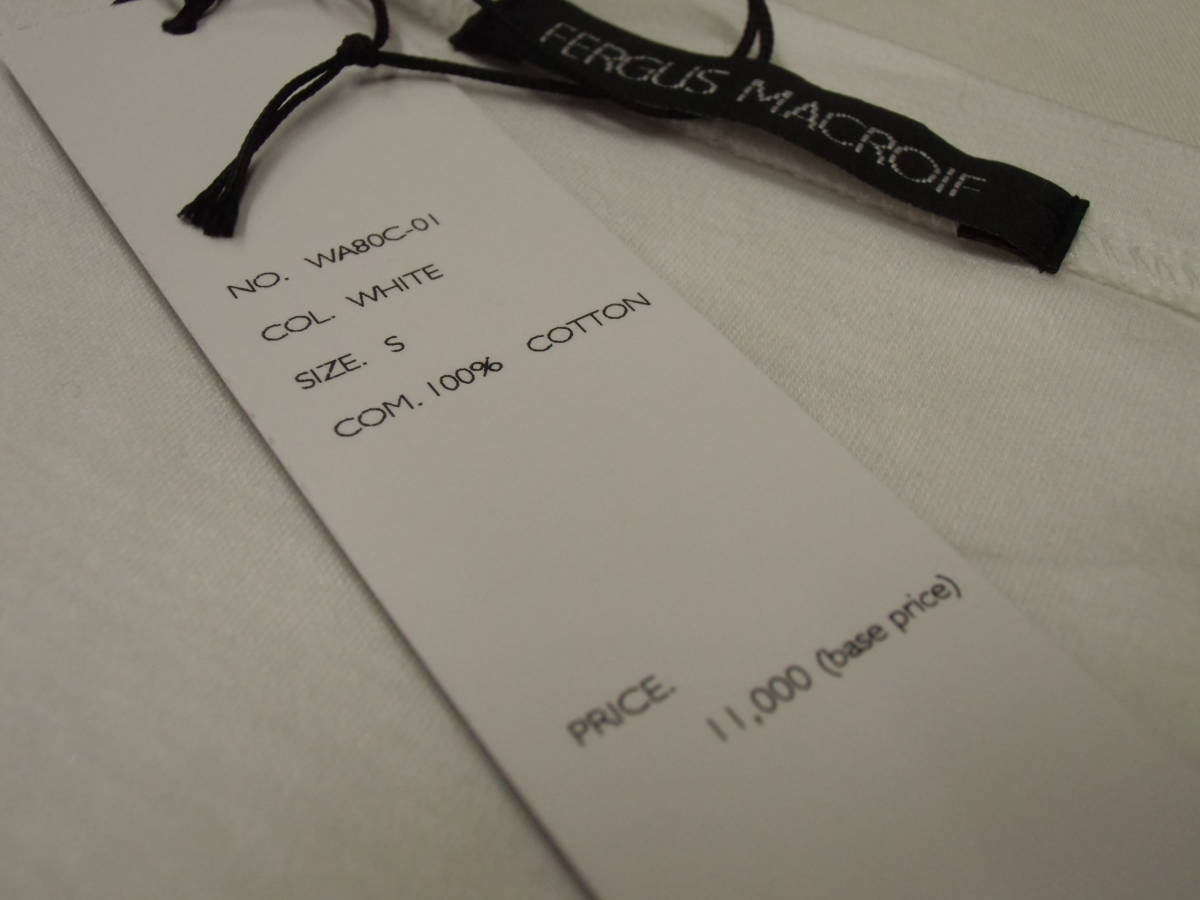 FERGUS MACROIF
NO. WA80C-01
COL. WHITE
SIZE. S
COM. 100% COTTON
PRICE.
11,000 (base price)